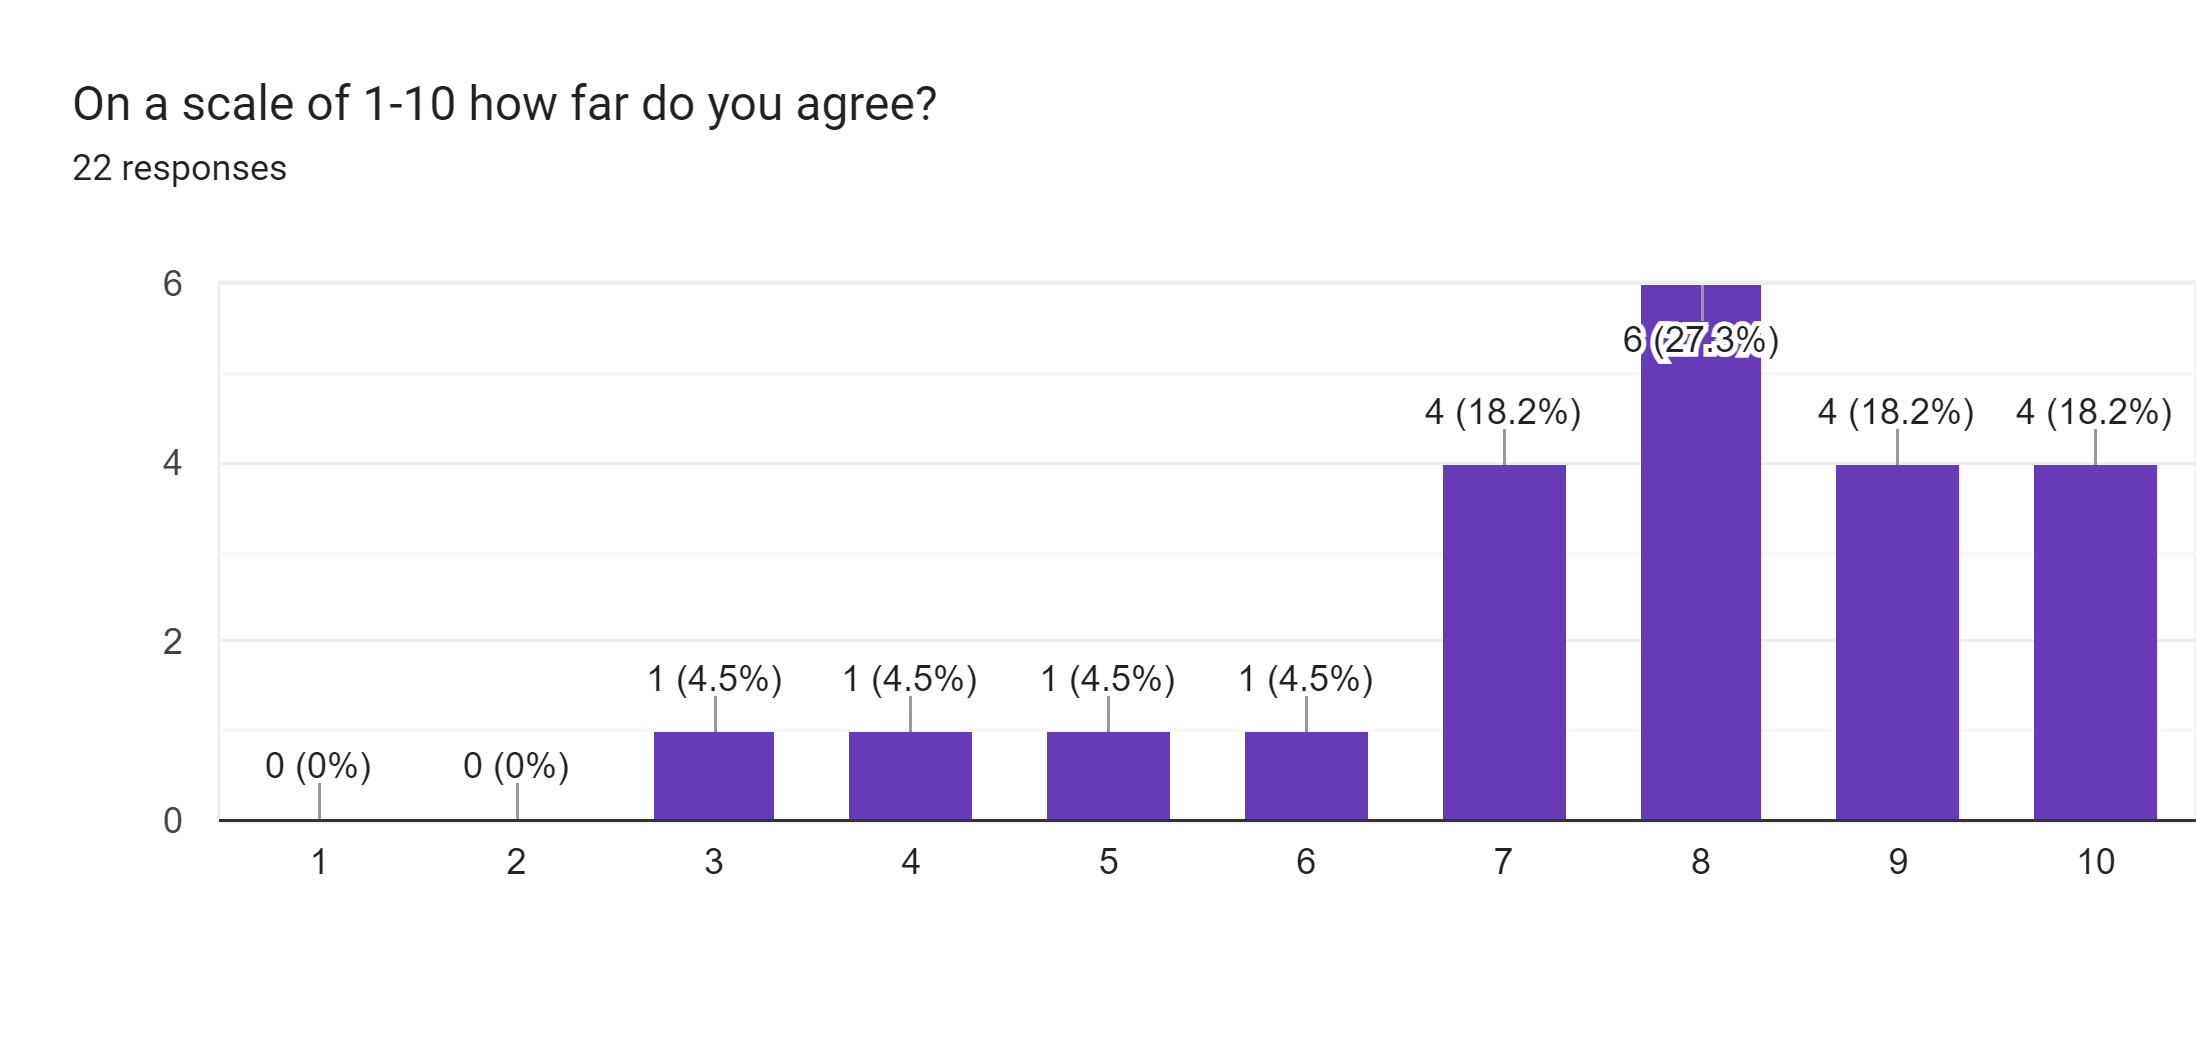 On a scale of 1-10 how far do you agree?
22 responses
6
6 (27.3%)
4 (18.2%) 4 (18.2%) 4 (18.2%)
4
2
1 (4.5%) 1 (4.5%) 1 (4.5%) 1 (4.5%)
0 (0%) 0 (0%)
0
1 2 3 4 5 6 7 8 9 10